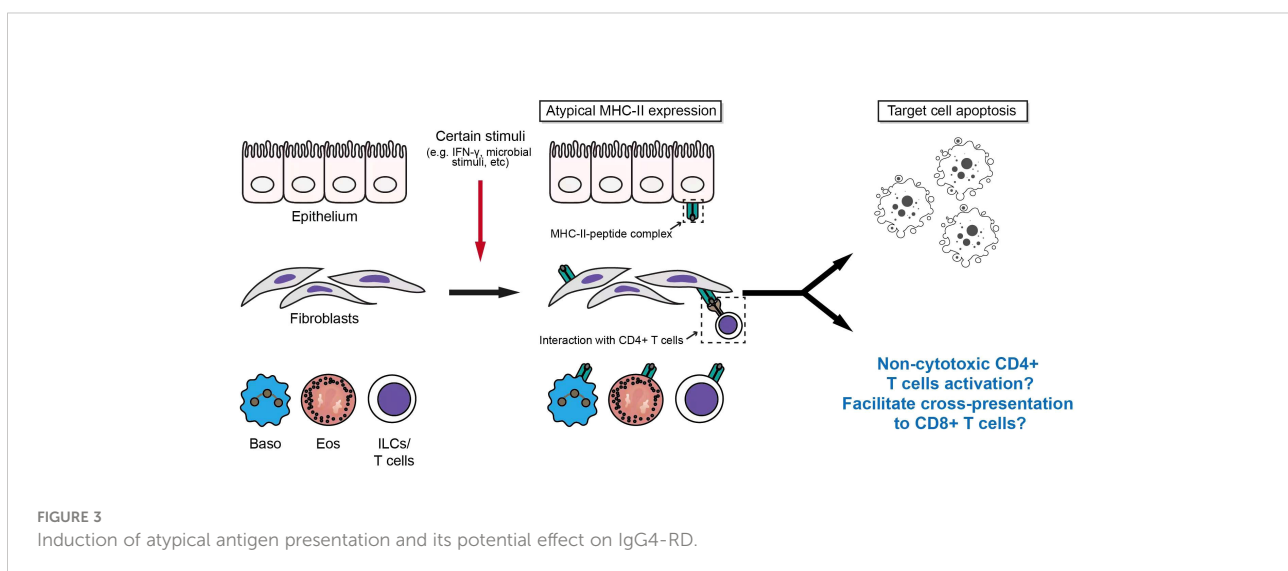 Atypical MHC-II expression
Target cell apoptosis
Certain stimuli
(e.g. IFN-γ, microbial
stimuli, etc)
Epithelium
MHC-II-peptide complex
Fibroblasts
Interaction with CD4+ T cells
Non-cytotoxic CD4+
T cells activation?
Facilitate cross-presentation
to CD8+ T cells?
Baso
Eos
ILCs/
T cells
FIGURE 3
Induction of atypical antigen presentation and its potential effect on IgG4-RD.